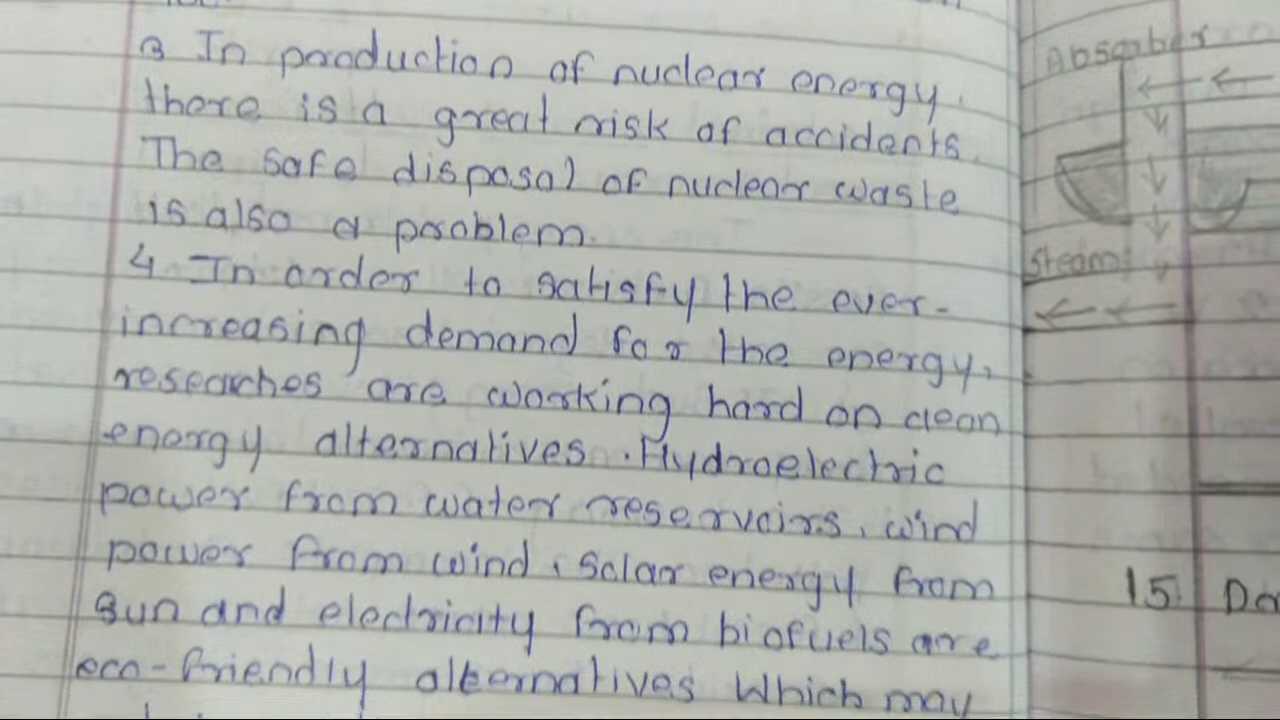 3 In production of nuclear energy,
there is a great risk of accidents.
The safe disposal of nuclear waste
is also a problem.
4 In order to satisfy the ever-
increasing demand for the energy,
researches are working hard on clean
energy alternatives. Hydroelectric
power from water reservoirs, wind
power from wind, Solar energy from
Sun and electricity from biofuels are
eco-friendly alternatives which may
Absorber
Steam
15